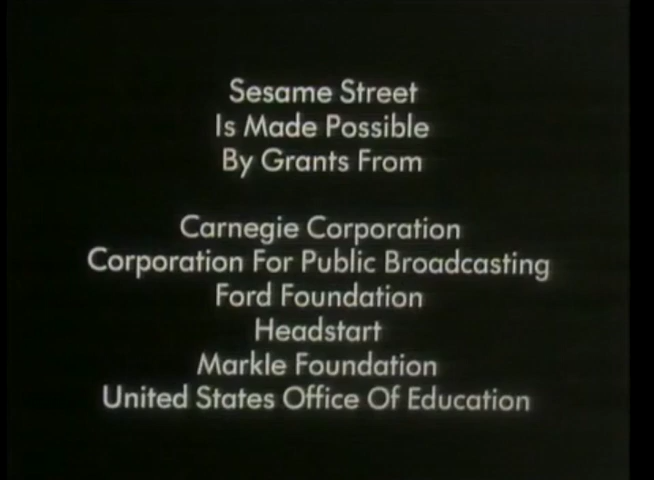 Sesame Street
Is Made Possible
By Grants From
Carnegie Corporation
Corporation For Public Broadcasting
Ford Foundation
Headstart
Markle Foundation
United States Office Of Education